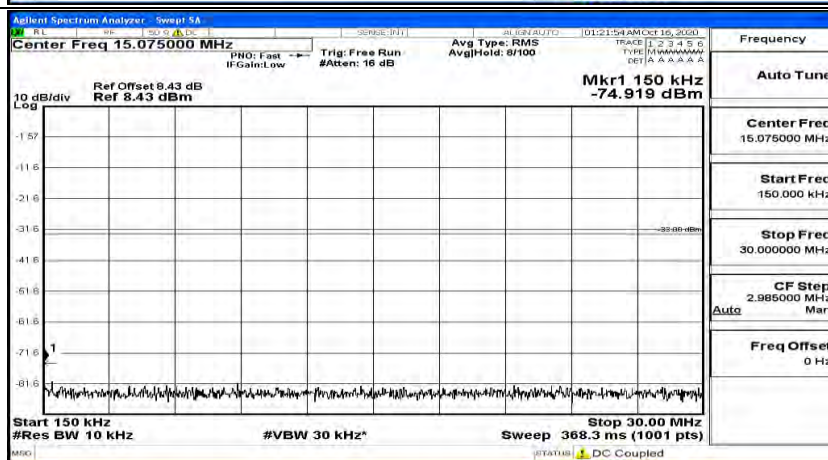 Agilent Spectrum Analyzer - Swept SA
RL RF 50 Ω DC SENSE:INT ALIGN AUTO 01:21:54 AM Oct 16, 2020
Center Freq 15.075000 MHz
PNO: Fast
IFGain:Low
Trig: Free Run
#Atten: 16 dB
Avg Type: RMS
Avg|Hold: 8/100
TRACE 1 2 3 4 5 6
TYPE M WWWWW
DET A A A A A A
Ref Offset 8.43 dB
10 dB/div Ref 8.43 dBm
Log
Mkr1 150 kHz
-74.919 dBm
-1.57
-11.6
-21.6
-31.6
-33.00 dBm
-41.6
-51.6
-61.6
-71.6
-81.6
1
Start 150 kHz
Stop 30.00 MHz
#Res BW 10 kHz #VBW 30 kHz* Sweep 368.3 ms (1001 pts)
MSG STATUS DC Coupled
Frequency
Auto Tune
Center Freq
15.075000 MHz
Start Freq
150.000 kHz
Stop Freq
30.000000 MHz
CF Step
2.985000 MHz
Auto Man
Freq Offset
0 Hz